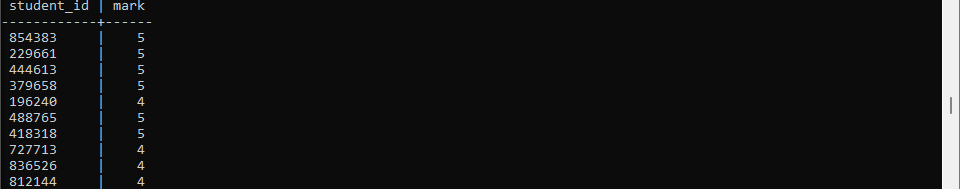 student_id | mark
------------+------
854383 | 5
229661 | 5
444613 | 5
379658 | 5
196240 | 4
488765 | 5
418318 | 5
727713 | 4
836526 | 4
812144 | 4